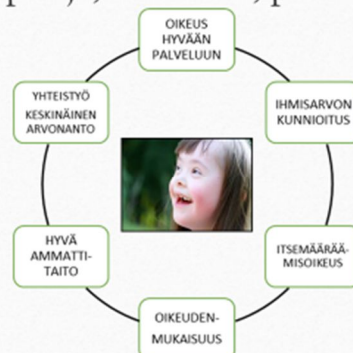 OIKEUS
HYVÄÄN
PALVELUUN
IHMISARVON
KUNNIOITUS
ITSEMÄÄRÄÄ-
MISOIKEUS
OIKEUDEN-
MUKAISUUS
HYVÄ
AMMATTI-
TAITO
YHTEISTYÖ
KESKINÄINEN
ARVONANTO